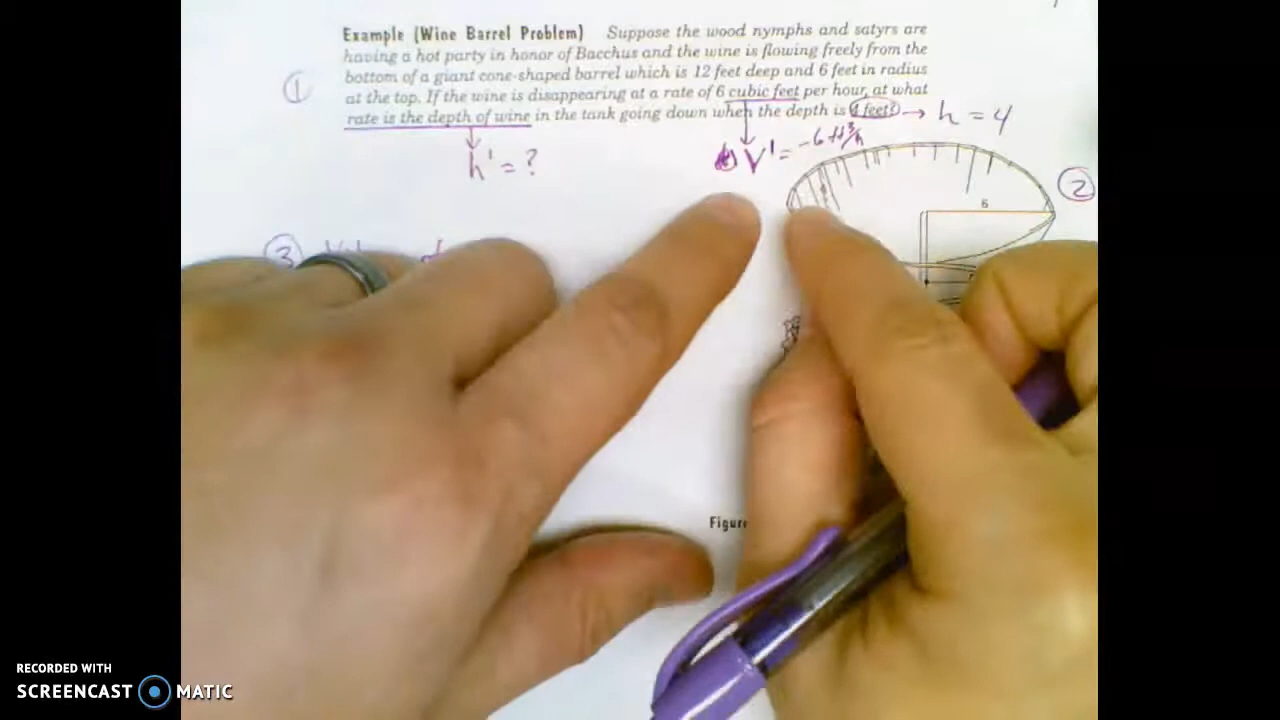 Example (Wine Barrel Problem) Suppose the wood nymphs and satyrs are
having a hot party in honor of Bacchus and the wine is flowing freely from the
bottom of a giant cone-shaped barrel which is 12 feet deep and 6 feet in radius
① at the top. If the wine is disappearing at a rate of 6 cubic feet per hour, at what
rate is the depth of wine in the tank going down when the depth is 4 feet? → h = 4
h' = ?
V' = -6 ft³/h
②
6
③
Figure
RECORDED WITH
SCREENCAST MATIC